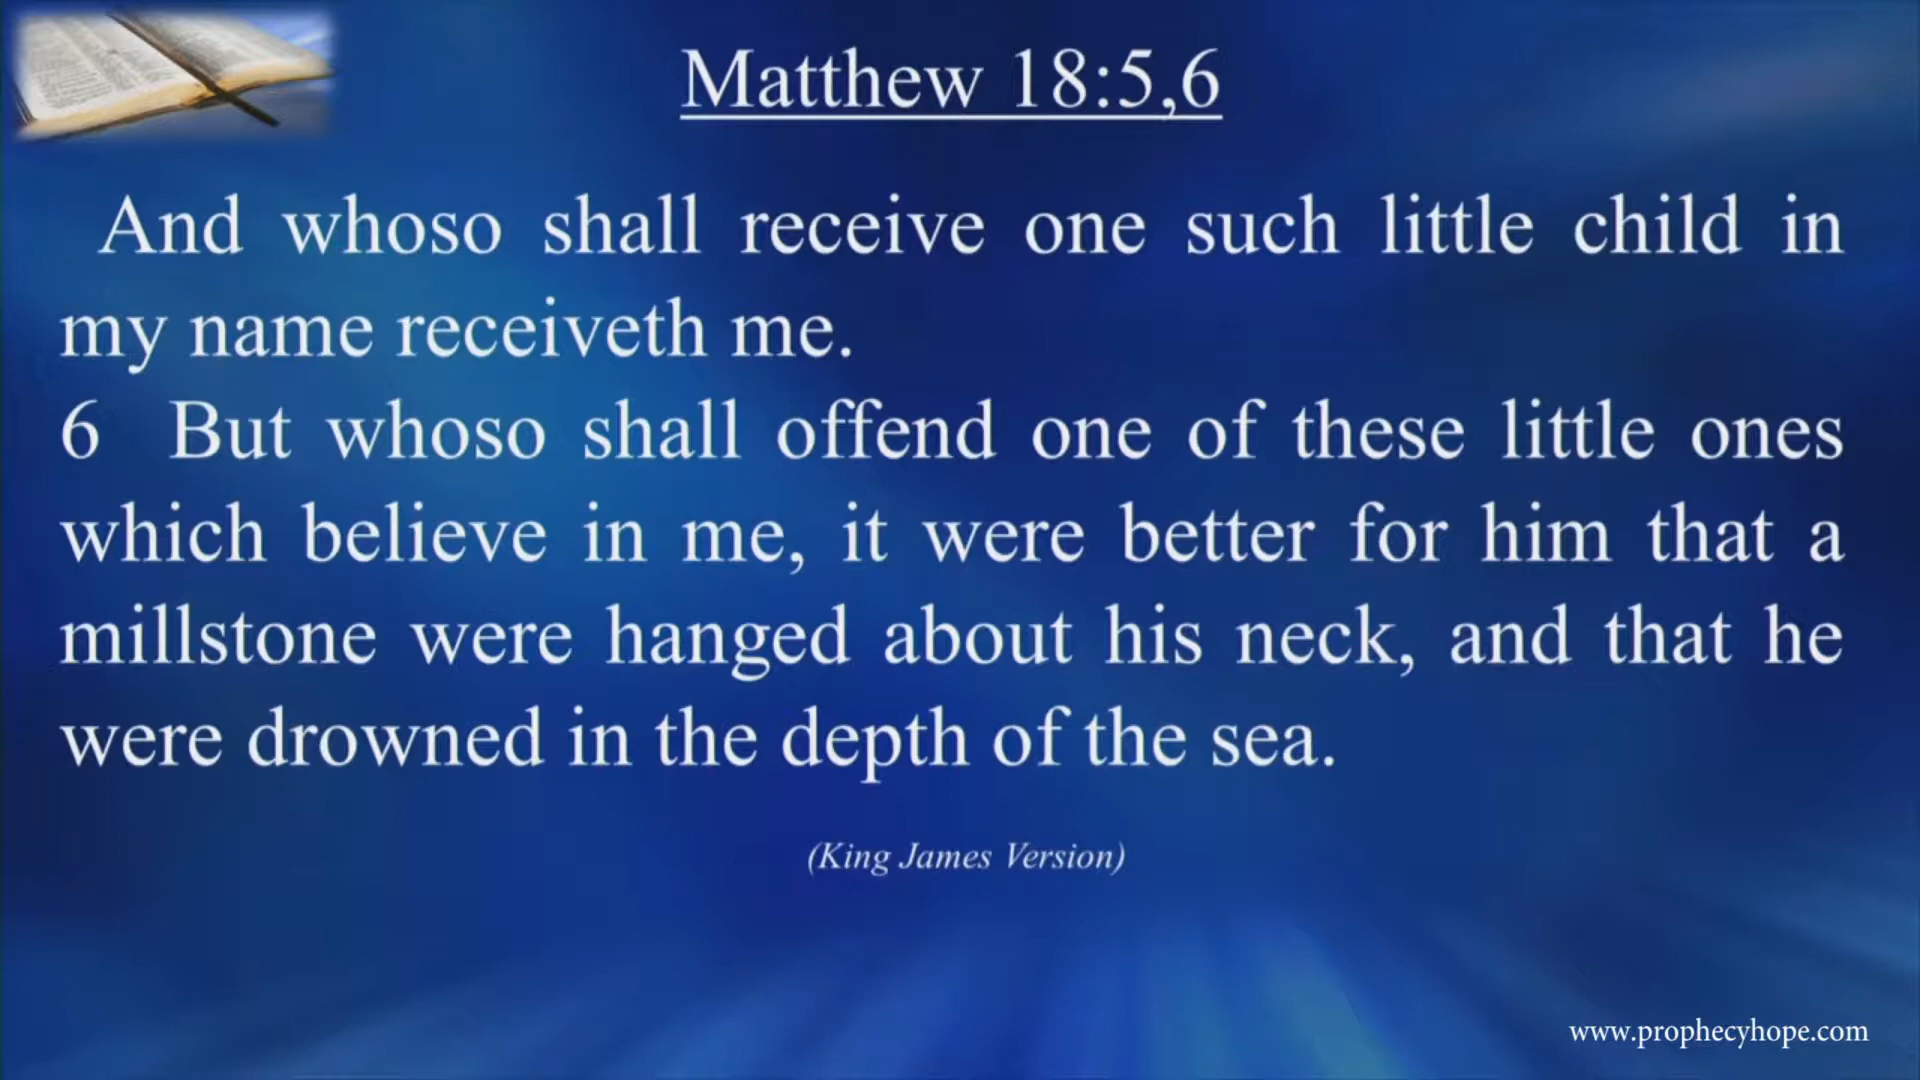 Matthew 18:5,6
And whoso shall receive one such little child in
my name receiveth me.
6 But whoso shall offend one of these little ones
which believe in me, it were better for him that a
millstone were hanged about his neck, and that he
were drowned in the depth of the sea.
(King James Version)
www.prophecyhope.com